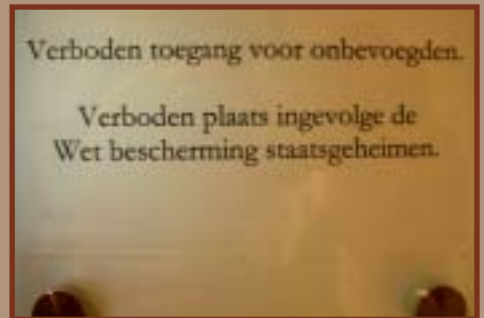 Verboden toegang voor onbevoegden.
Verboden plaats ingevolge de
Wet bescherming staatsgeheimen.